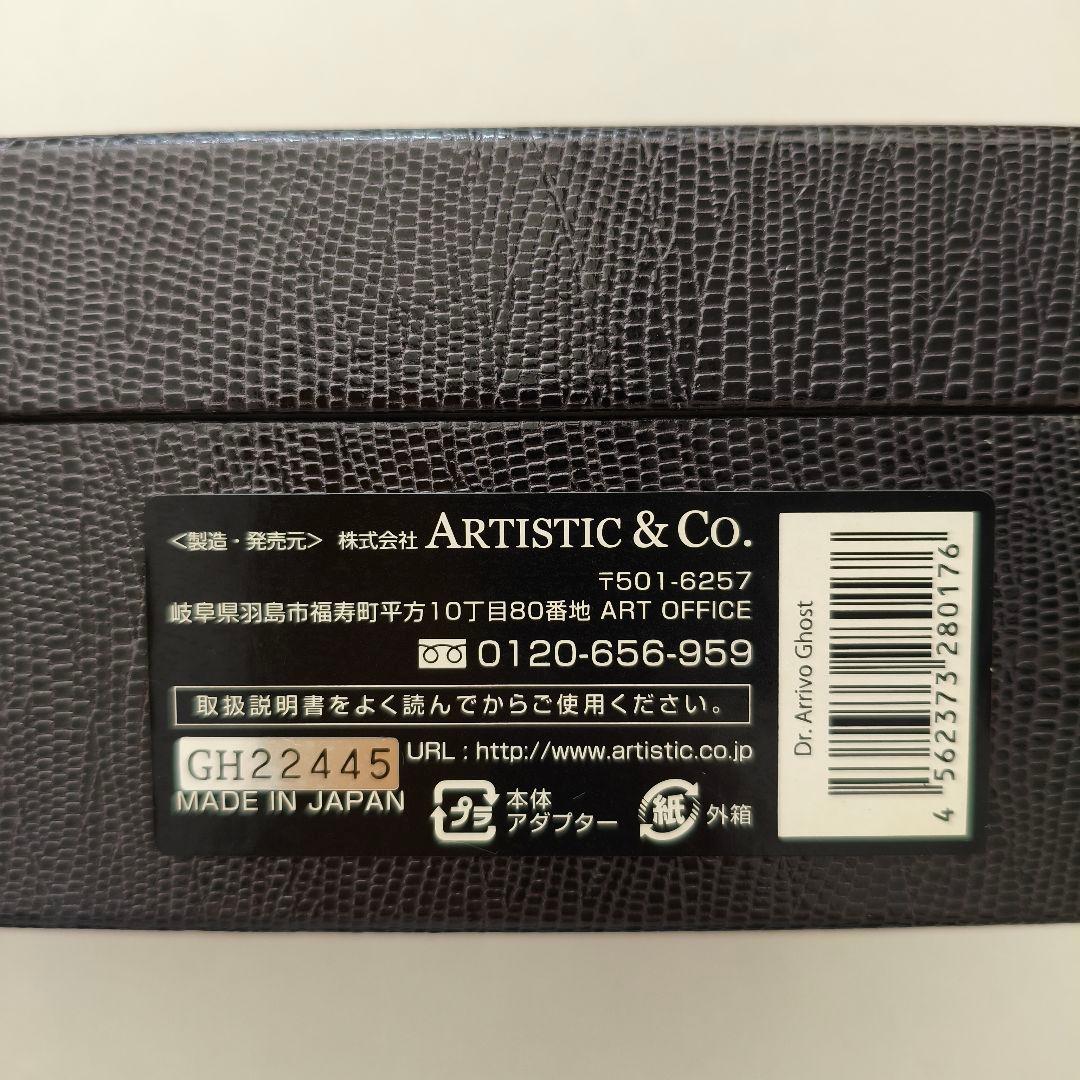 <製造・発売元> 株式会社 ARTISTIC & CO.
〒501-6257
岐阜県羽島市福寿町平方10丁目80番地 ART OFFICE
0120-656-959
取扱説明書をよく読んでからご使用ください。
GH22445
URL : http://www.artistic.co.jp
MADE IN JAPAN
プラ 本体
アダプター
紙 外箱
Dr. Arrivo Ghost
4 562373 280176